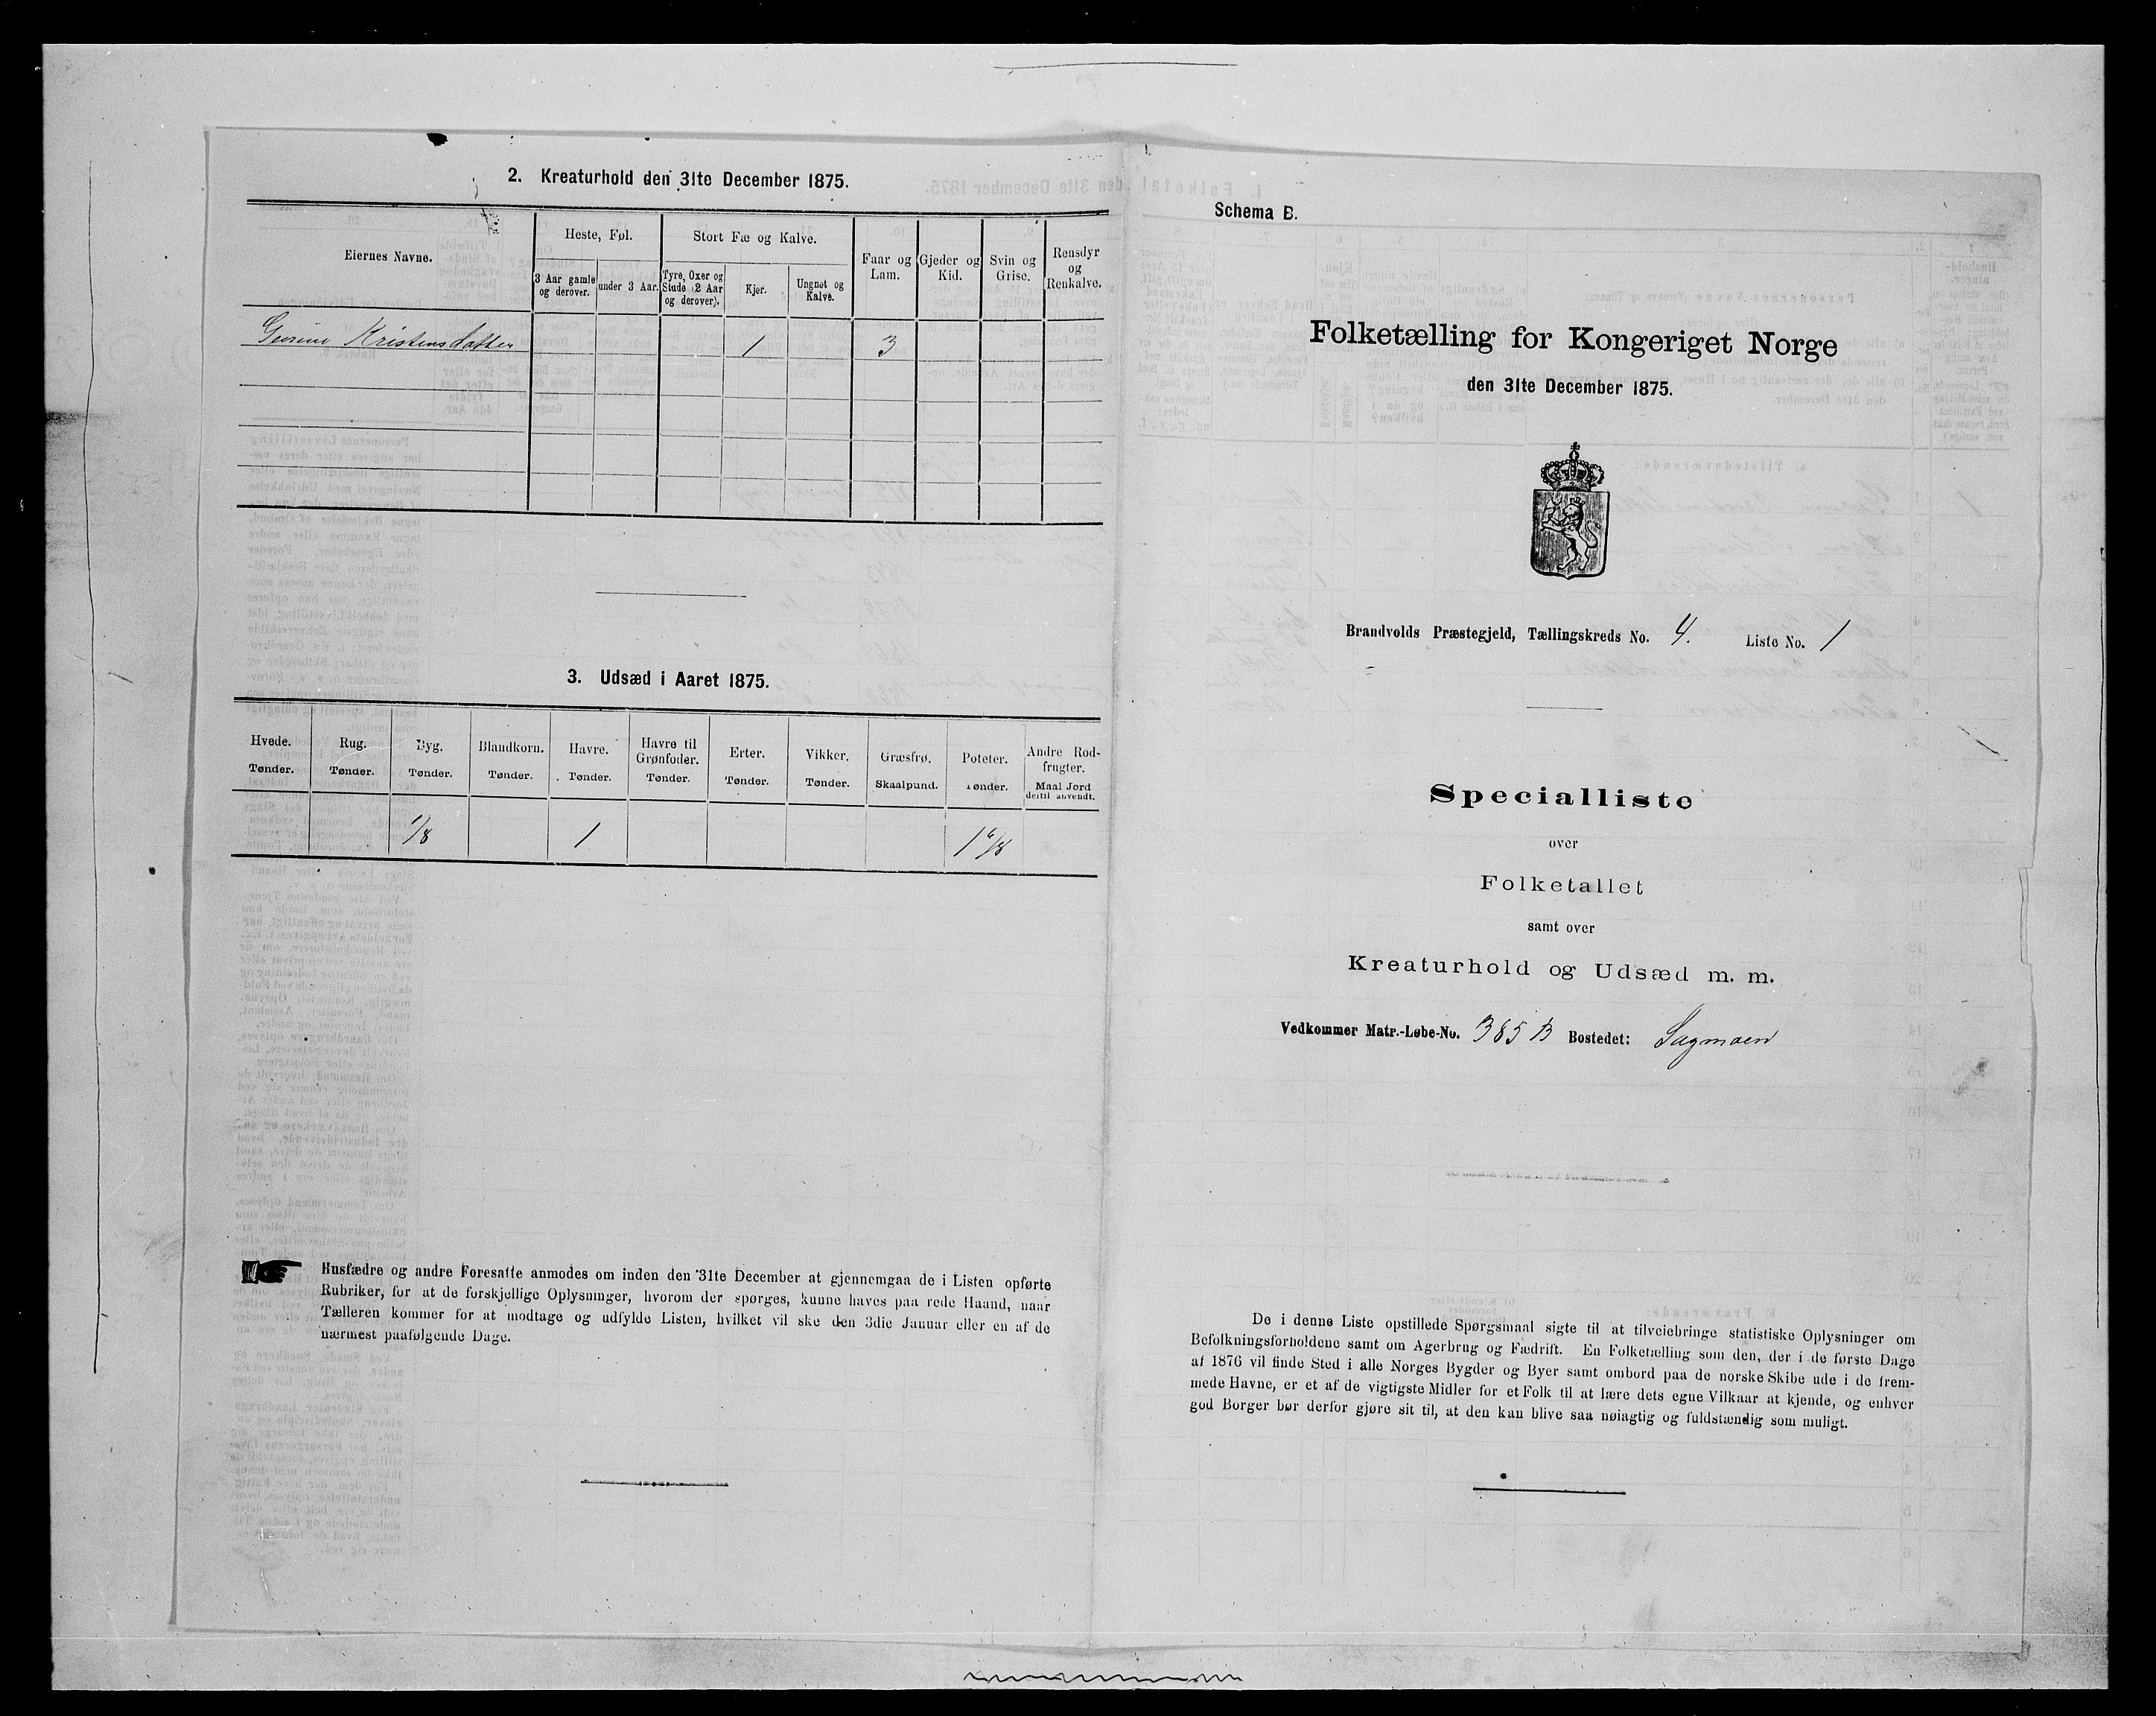 2. Kreaturhold den 31te December 1875.
Eiernes Navne.
Heste, Føl.
Stort Fæ og Kalve.
Faar og Lam.
Gjeder og Kid.
Svin og Grise.
Rensdyr og Renkalve.
3 Aar gamle og derover.
under 3 Aar.
Tyre, Oxer og Stude (2 Aar og derover).
Kjør.
Ungnøt og Kalve.
Kristensdatter 1 3
3. Udsæd i Aaret 1875.
Hvede. Rug. Byg. Blandkorn. Havre. Havre til Grønfoder. Erter. Vikker. Græsfrø. Poteter. Andre Rodfrugter.
Tønder. Tønder. Tønder. Tønder. Tønder. Tønder. Tønder. Tønder. Skaalpund. Tønder. Maal Jord dertil anvendt.
1/8 1 1 4/8
Husfædre og andre Foresatte anmodes om inden den 31te December at gjennemgaa de i Listen opførte
Rubriker, for at de forskjellige Oplysninger, hvorom der spørges, kunne haves paa rede Haand, naar
Tælleren kommer for at modtage og udfylde Listen, hvilket vil ske den 3die Januar eller en af de
nærmest paafølgende Dage.
Schema B.
Folketælling for Kongeriget Norge
den 31te December 1875.
Brandvolds Præstegjeld, Tællingskreds No. 4. Liste No. 1
Specialliste
over
Folketallet
samt over
Kreaturhold og Udsæd m. m.
Vedkommer Matr.-Løbe-No. 385 B Bostedet: Sagmoen
De i denne Liste opstillede Spørgsmaal sigte til at tilveiebringe statistiske Oplysninger om
Befolkningsforholdene samt om Agerbrug og Fædrift. En Folketælling som den, der i de første Dage
af 1876 vil finde Sted i alle Norges Bygder og Byer samt ombord paa de norske Skibe ude i de frem-
mede Havne, er et af de vigtigste Midler for et Folk til at lære dets egne Vilkaar at kjende, og enhver
god Borger bør derfor gjøre sit til, at den kan blive saa nøiagtig og fuldstændig som muligt.